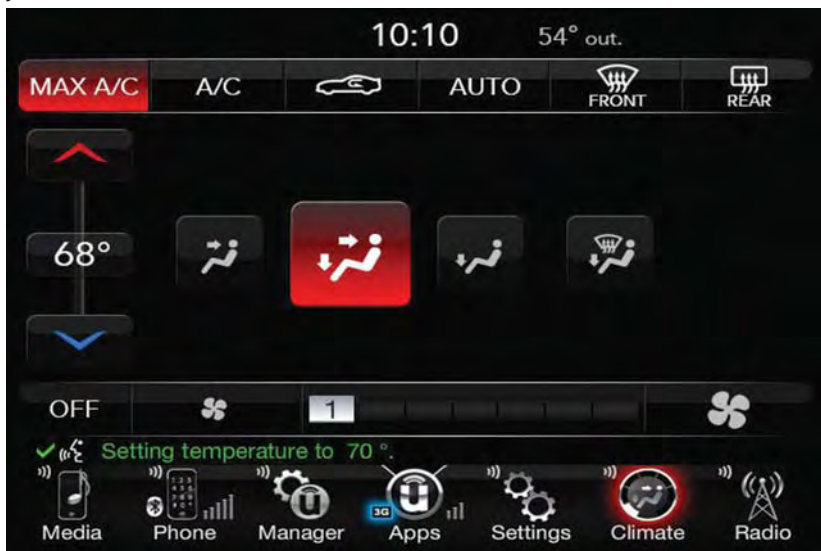 10:10 54° out.
MAX A/C A/C AUTO FRONT REAR
68°
OFF 1
Setting temperature to 70 °.
3G
Media Phone Manager Apps Settings Climate Radio